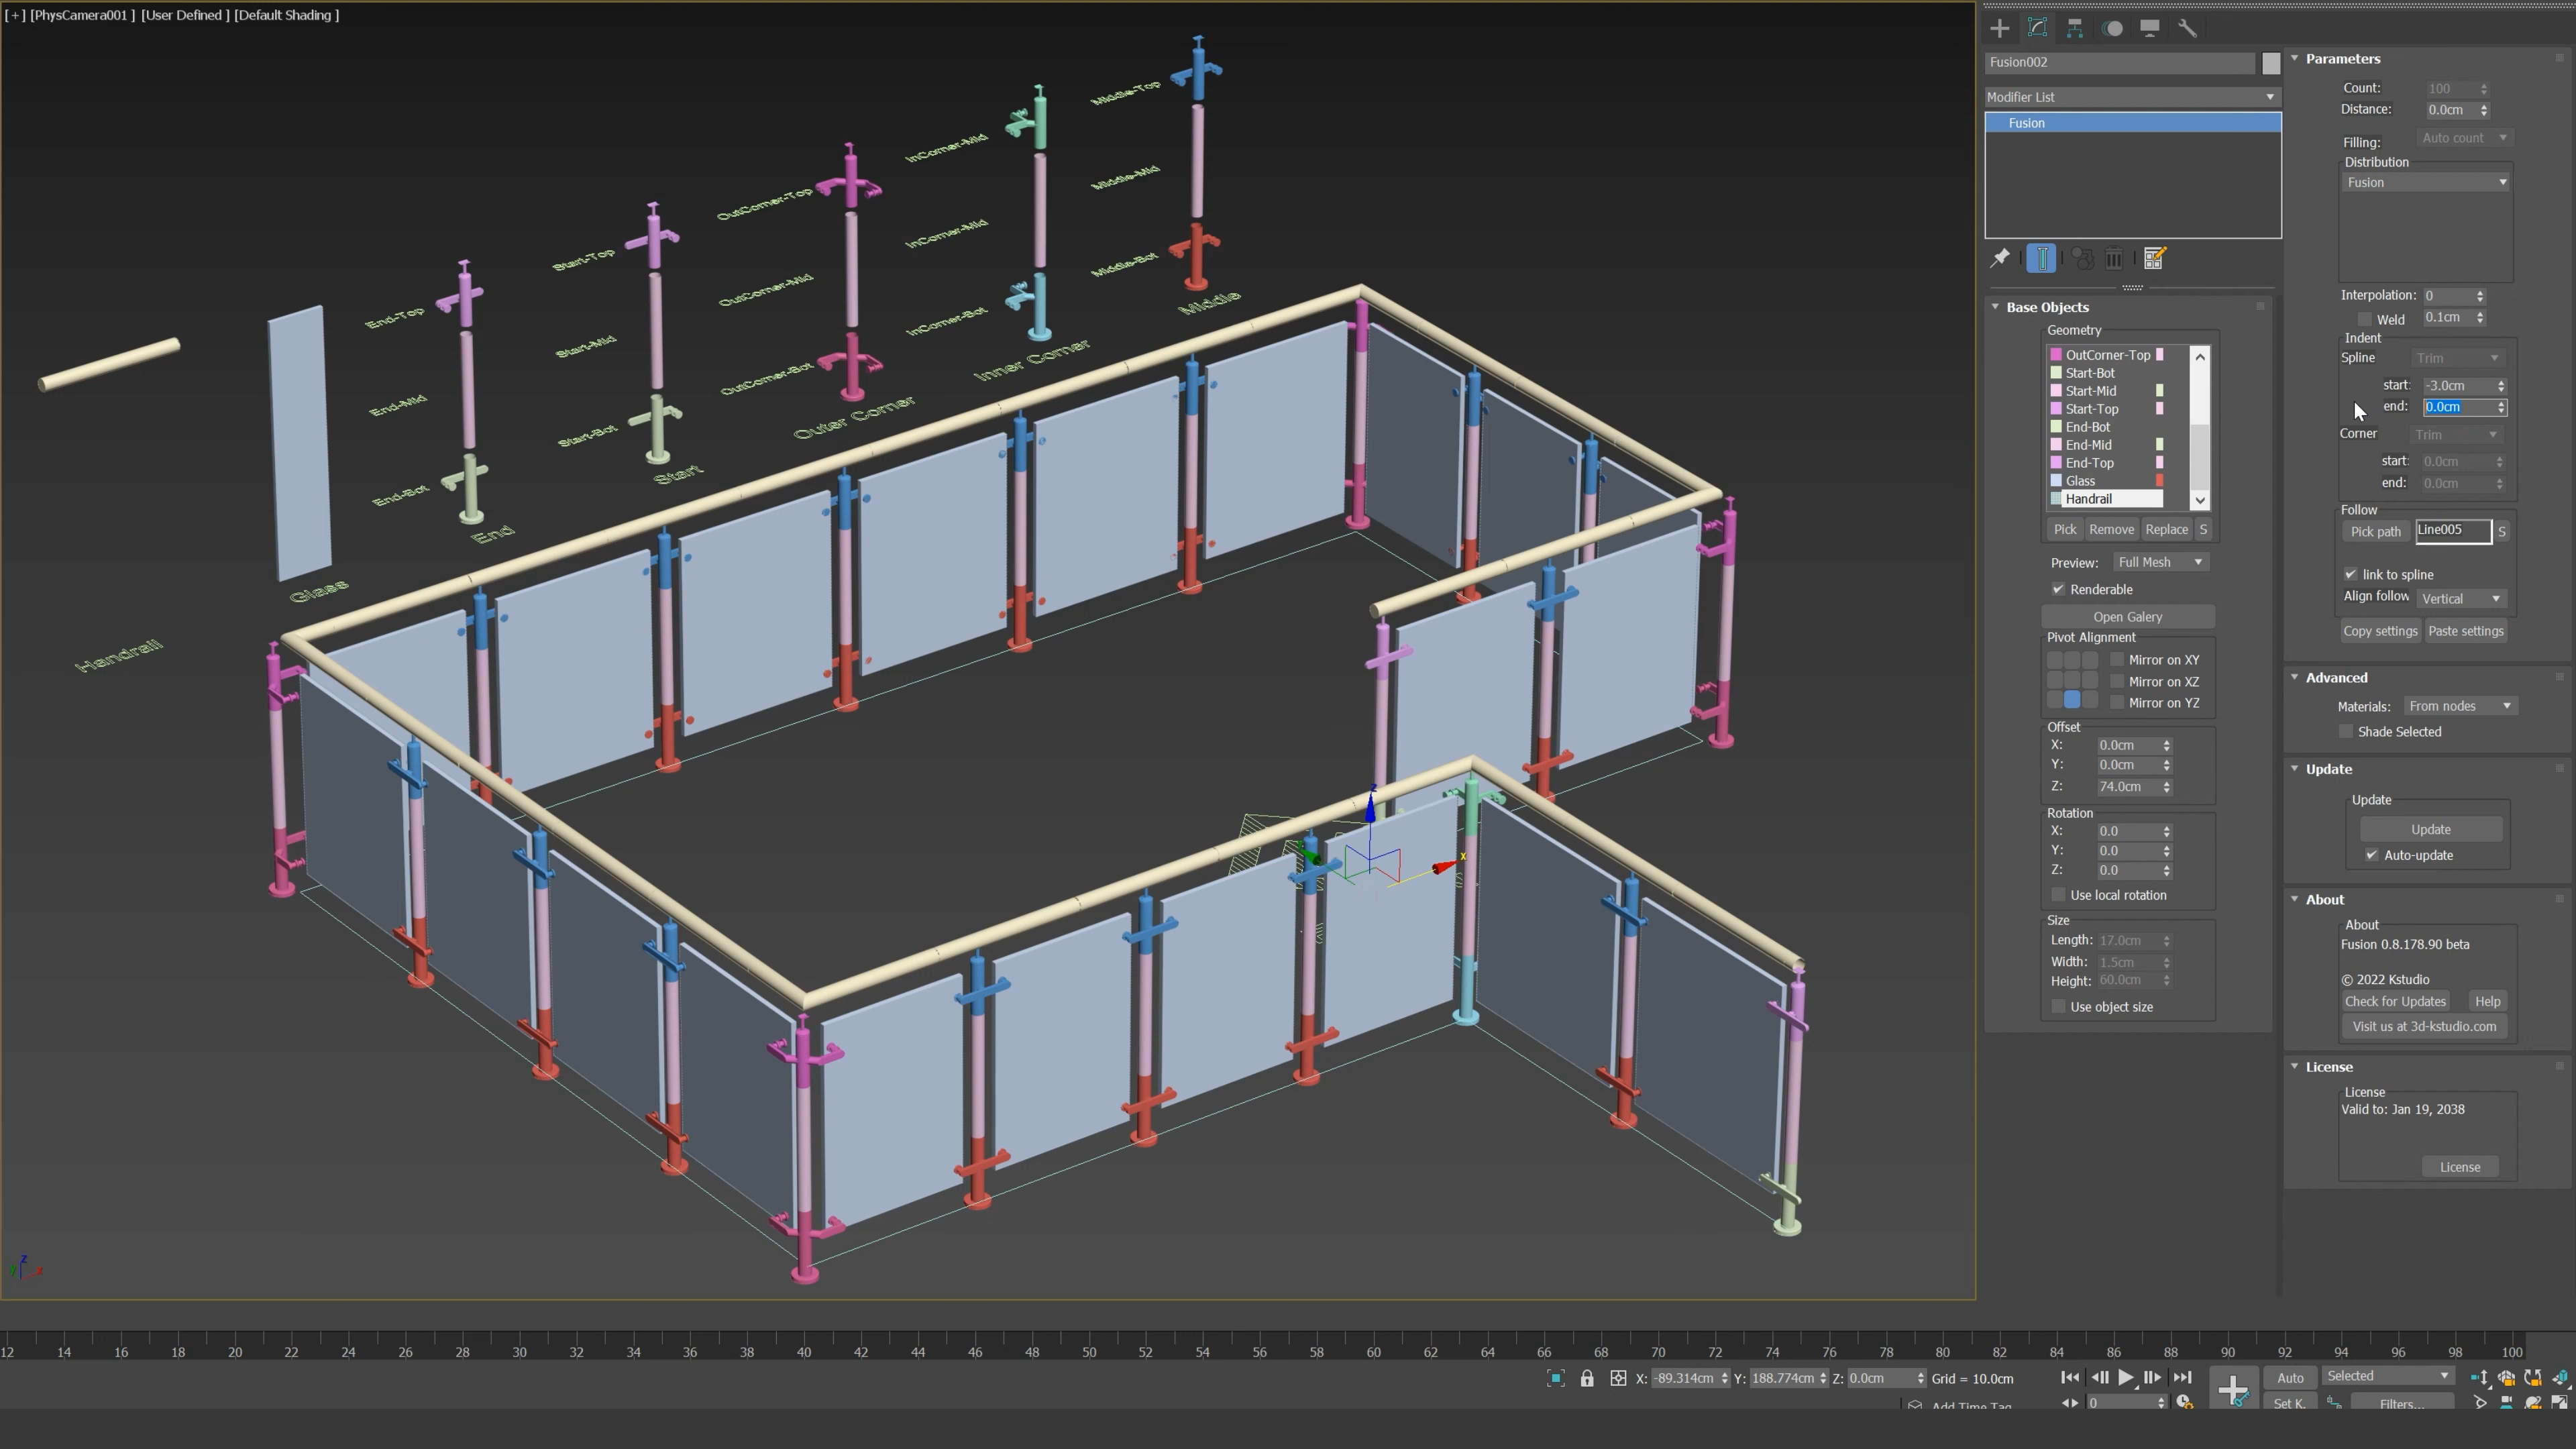 [+] [PhysCamera001 ] [User Defined ] [Default Shading ]
Middle-Top
InCorner-Mid
Middle-Mid
OutCorner-Top
InCorner-Mid
Middle-Bot
Start-Top
OutCorner-Mid
InCorner-Bot
Middle
End-Top
Start-Mid
OutCorner-Bot
Inner Corner
End-Mid
Start-Bot
Outer Corner
End-Bot
Start
End
Glass
Handrail
Fusion002
Modifier List
Fusion
Base Objects
Geometry
OutCorner-Top
Start-Bot
Start-Mid
Start-Top
End-Bot
End-Mid
End-Top
Glass
Handrail
Pick Remove Replace S
Preview: Full Mesh
Renderable
Open Galery
Pivot Alignment
Mirror on XY
Mirror on XZ
Mirror on YZ
Offset
X: 0.0cm
Y: 0.0cm
Z: 74.0cm
Rotation
X: 0.0
Y: 0.0
Z: 0.0
Use local rotation
Size
Length: 17.0cm
Width: 1.5cm
Height: 60.0cm
Use object size
Parameters
Count: 100
Distance: 0.0cm
Filling: Auto count
Distribution
Fusion
Interpolation: 0
Weld 0.1cm
Indent
Spline Trim
start: -3.0cm
end: 0.0cm
Corner Trim
start: 0.0cm
end: 0.0cm
Follow
Pick path Line005 S
link to spline
Align follow Vertical
Copy settings Paste settings
Advanced
Materials: From nodes
Shade Selected
Update
Update
Update
Auto-update
About
About
Fusion 0.8.178.90 beta
© 2022 Kstudio
Check for Updates Help
Visit us at 3d-kstudio.com
License
License
Valid to: Jan 19, 2038
License
z
x
z
x
12 14 16 18 20 22 24 26 28 30 32 34 36 38 40 42 44 46 48 50 52 54 56 58 60 62 64 66 68 70 72 74 76 78 80 82 84 86 88 90 92 94 96 98 100
X: -89.314cm Y: 188.774cm Z: 0.0cm Grid = 10.0cm
Auto Selected
Add Time Tag 0 Set K. Filters...